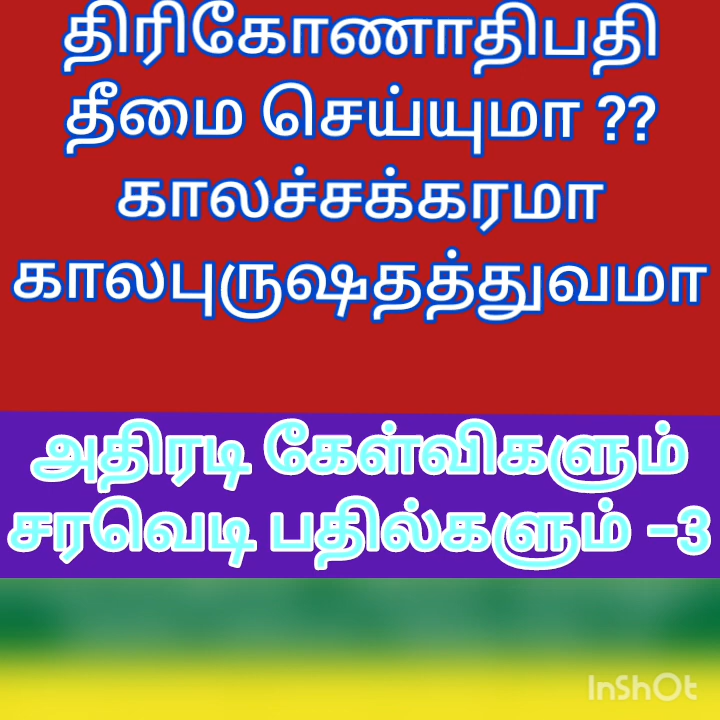 திரிகோணாதிபதி
தீமை செய்யுமா ??
காலச்சக்கரமா
காலபுருஷதத்துவமா
அதிரடி கேள்விகளும்
சரவெடி பதில்களும் -3
InShOt